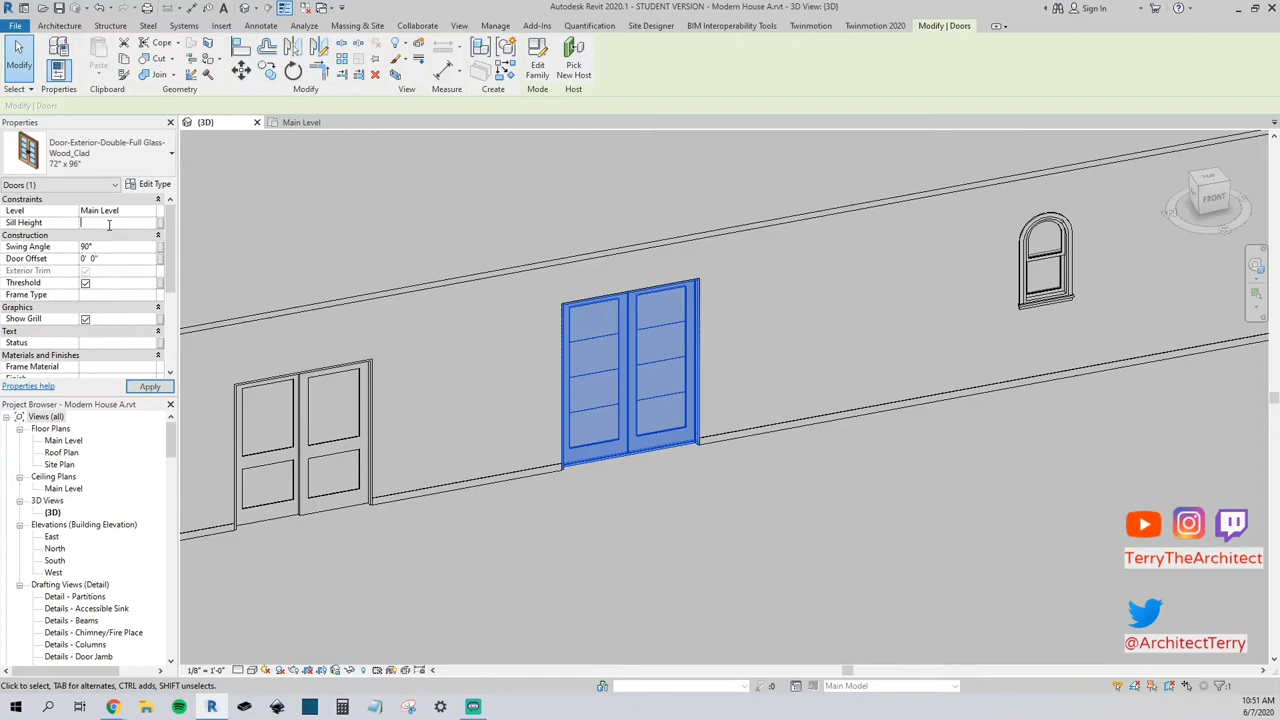 Autodesk Revit 2020.1 - STUDENT VERSION - Modern House A.rvt - 3D View: {3D}
Sign In
File Architecture Structure Steel Systems Insert Annotate Analyze Massing & Site Collaborate View Manage Add-Ins Quantification Site Designer BIM Interoperability Tools Twinmotion Twinmotion 2020 Modify | Doors
Modify
Paste
Cope
Cut
Join
Edit Family
Pick New Host
Select Properties Clipboard Geometry Modify View Measure Create Mode Host
Modify | Doors
Properties
{3D}
Main Level
Door-Exterior-Double-Full Glass-Wood_Clad
72" x 96"
Doors (1) Edit Type
Constraints
Level Main Level
Sill Height
Construction
Swing Angle 90°
Door Offset 0' 0"
Exterior Trim
Threshold
Frame Type
Graphics
Show Grill
Text
Status
Materials and Finishes
Frame Material
Properties help Apply
Project Browser - Modern House A.rvt
Views (all)
Floor Plans
Main Level
Roof Plan
Site Plan
Ceiling Plans
Main Level
3D Views
{3D}
Elevations (Building Elevation)
East
North
South
West
Drafting Views (Detail)
Detail - Partitions
Details - Accessible Sink
Details - Beams
Details - Chimney/Fire Place
Details - Columns
Details - Door Jamb
TOP
FRONT
TerryTheArchitect
@ArchitectTerry
1/8" = 1'-0"
Click to select, TAB for alternates, CTRL adds, SHIFT unselects.
:0
Main Model
:1
10:51 AM
6/7/2020